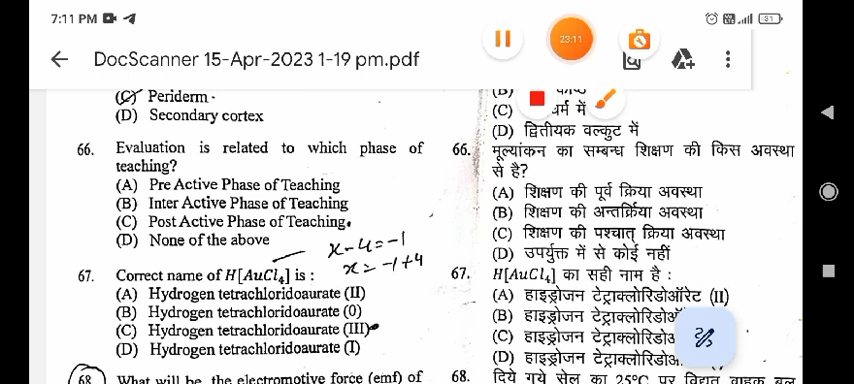 7:11 PM
31
23:11
DocScanner 15-Apr-2023 1-19 pm.pdf
(C) Periderm
(D) Secondary cortex
66. Evaluation is related to which phase of
teaching?
(A) Pre Active Phase of Teaching
(B) Inter Active Phase of Teaching
(C) Post Active Phase of Teaching
(D) None of the above
x-4=-1
x=-1+4
67. Correct name of H[AuCl₄] is :
(A) Hydrogen tetrachloridoaurate (II)
(B) Hydrogen tetrachloridoaurate (0)
(C) Hydrogen tetrachloridoaurate (III)
(D) Hydrogen tetrachloridoaurate (I)
68. What will be the electromotive force (emf) of
(B)
(C) में
(D) द्वितीयक वल्कुट में
66. मूल्यांकन का सम्बन्ध शिक्षण की किस अवस्था
से है?
(A) शिक्षण की पूर्व क्रिया अवस्था
(B) शिक्षण की अन्तर्क्रिया अवस्था
(C) शिक्षण की पश्चात् क्रिया अवस्था
(D) उपर्युक्त में से कोई नहीं
67. H[AuCl₄] का सही नाम है :
(A) हाइड्रोजन टेट्राक्लोरिडोऑरेट (II)
(B) हाइड्रोजन टेट्राक्लोरिडोऑ
(C) हाइड्रोजन टेट्राक्लोरिडोऑ
(D) हाइड्रोजन टेट्राक्लोरिडोऑ
68. दिये गये सेल का 25°C पर विद्युत वाहक बल